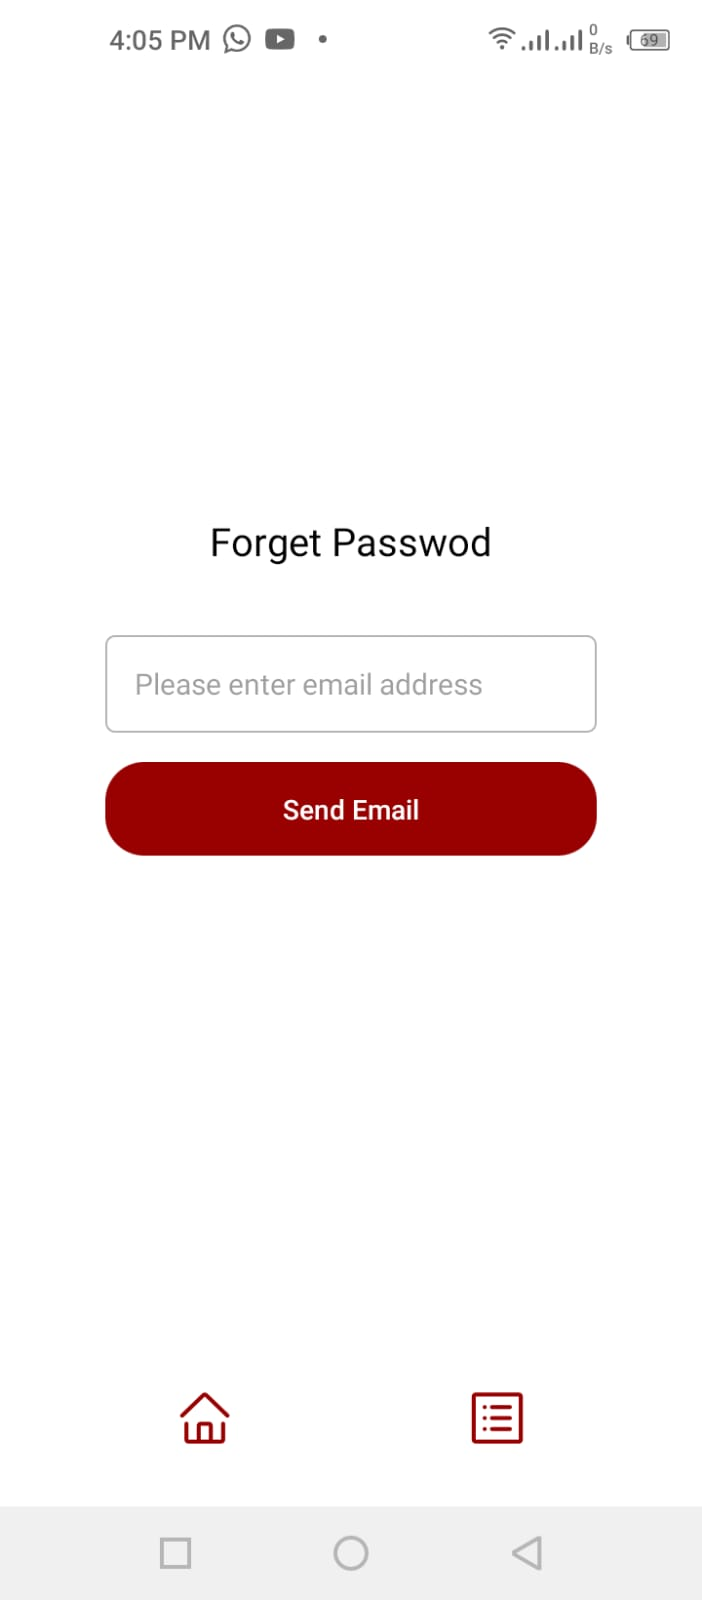 4:05 PM
0
B/s
69
Forget Passwod
Please enter email address
Send Email